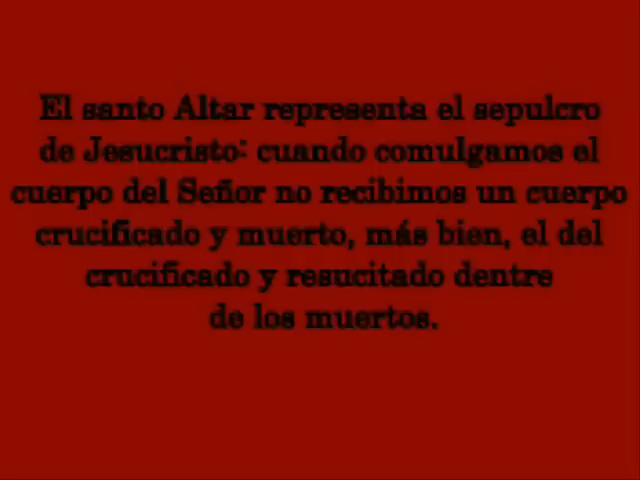 El santo Altar representa el sepulcro
de Jesucristo: cuando comulgamos el
cuerpo del Señor no recibimos un cuerpo
crucificado y muerto, más bien, el del
crucificado y resucitado dentre
de los muertos.